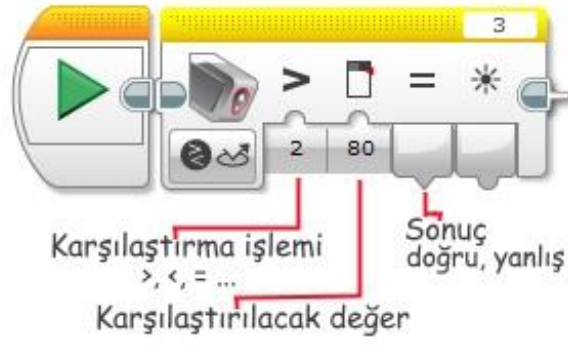 3
> =
2 80
Karşılaştırma işlemi
>, <, = ...
Sonuç
doğru, yanlış
Karşılaştırılacak değer